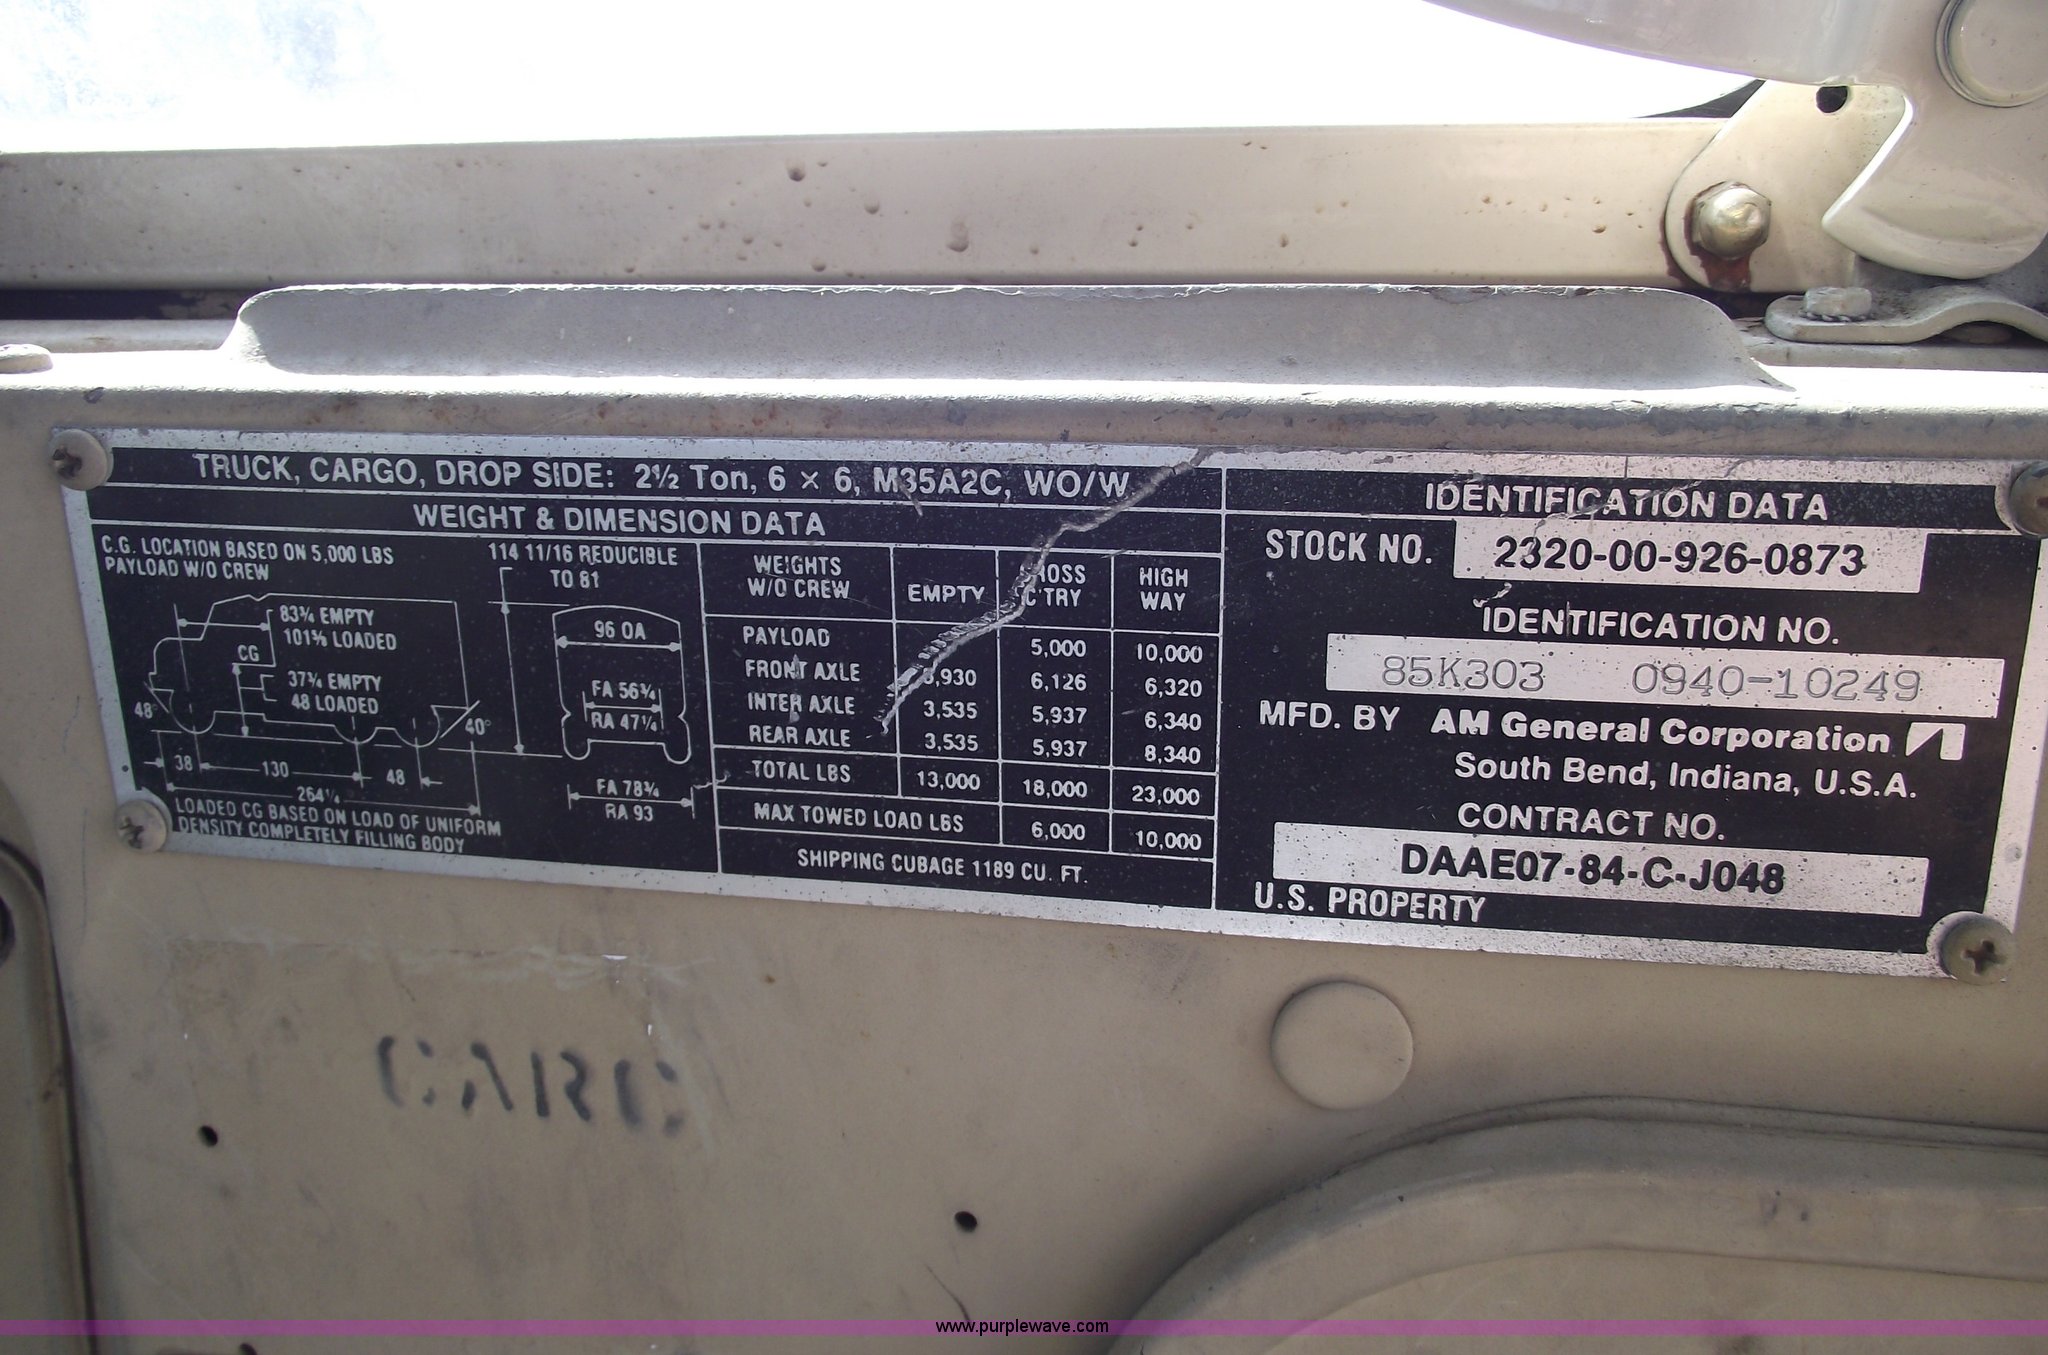 TRUCK, CARGO, DROP SIDE: 2½ Ton, 6 × 6, M35A2C, WO/W
WEIGHT & DIMENSION DATA
C.G. LOCATION BASED ON 5,000 LBS
PAYLOAD W/O CREW
114 11/16 REDUCIBLE
TO 81
83¾ EMPTY
101⅝ LOADED
CG
37¾ EMPTY
48 LOADED
48°
40°
38
130
48
264¼
96 OA
FA 56¾
RA 47¼
FA 78¾
RA 93
LOADED CG BASED ON LOAD OF UNIFORM
DENSITY COMPLETELY FILLING BODY
WEIGHTS W/O CREW EMPTY C'TRY HIGH WAY
PAYLOAD 5,000 10,000
FRONT AXLE 6,126 6,320
INTER AXLE 3,535 5,937 6,340
REAR AXLE 3,535 5,937 8,340
TOTAL LBS 13,000 18,000 23,000
MAX TOWED LOAD LBS 6,000 10,000
SHIPPING CUBAGE 1189 CU. FT.
IDENTIFICATION DATA
STOCK NO. 2320-00-926-0873
IDENTIFICATION NO.
85K303 0940-10249
MFD. BY AM General Corporation
South Bend, Indiana, U.S.A.
CONTRACT NO.
DAAE07-84-C-J048
U.S. PROPERTY
CARC
www.purplewave.com